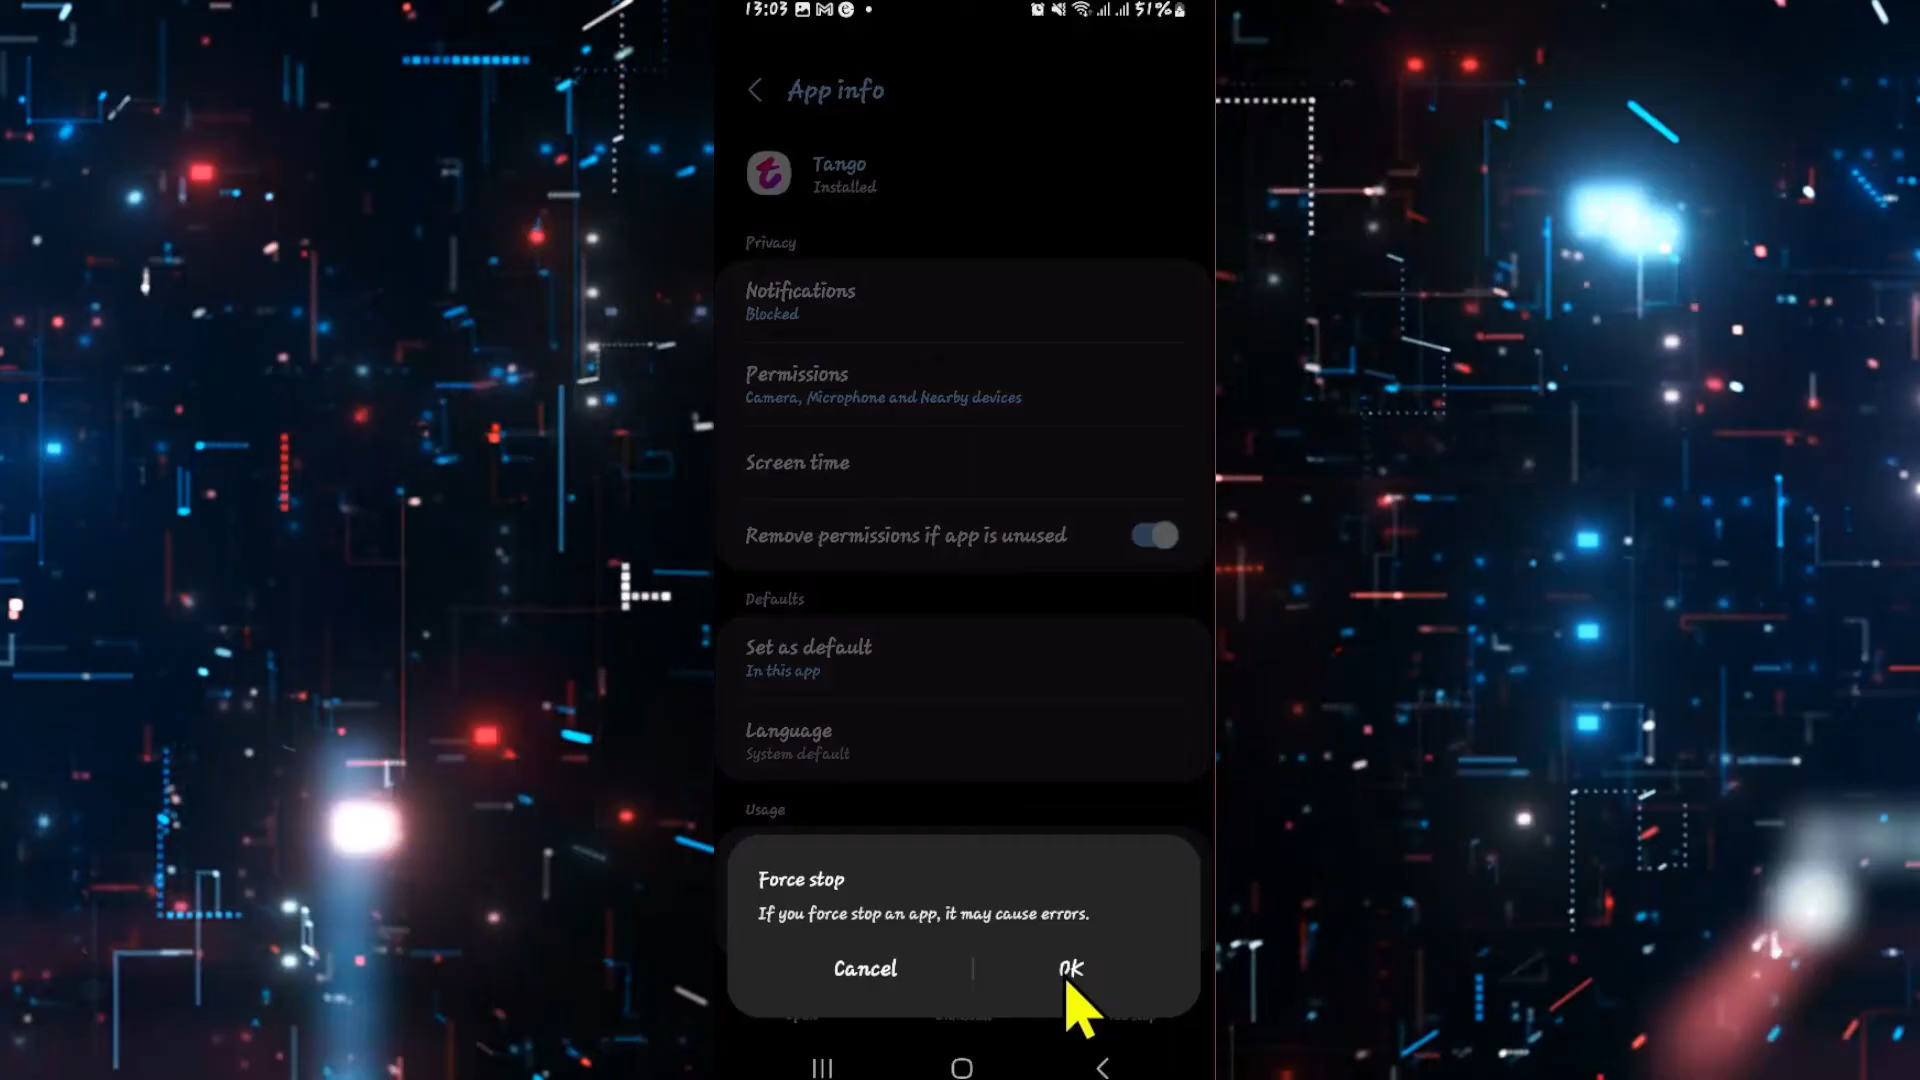 13:03 51%
App info
Tango
Installed
Privacy
Notifications
Blocked
Permissions
Camera, Microphone and Nearby devices
Screen time
Remove permissions if app is unused
Defaults
Set as default
In this app
Language
System default
Usage
Force stop
If you force stop an app, it may cause errors.
Cancel
OK